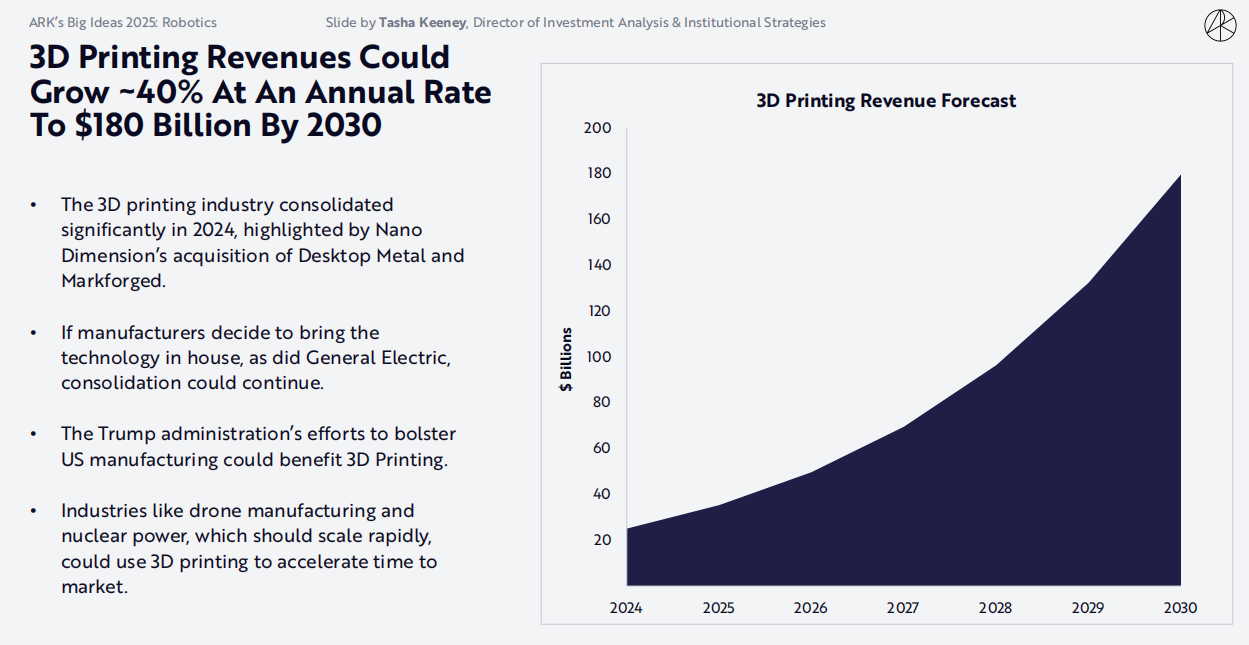 ARK's Big Ideas 2025: Robotics
Slide by Tasha Keeney, Director of Investment Analysis & Institutional Strategies
3D Printing Revenues Could
Grow ~40% At An Annual Rate
To $180 Billion By 2030
• The 3D printing industry consolidated
significantly in 2024, highlighted by Nano
Dimension's acquisition of Desktop Metal and
Markforged.
• If manufacturers decide to bring the
technology in house, as did General Electric,
consolidation could continue.
• The Trump administration's efforts to bolster
US manufacturing could benefit 3D Printing.
• Industries like drone manufacturing and
nuclear power, which should scale rapidly,
could use 3D printing to accelerate time to
market.
3D Printing Revenue Forecast
$ Billions
200
180
160
140
120
100
80
60
40
20
2024 2025 2026 2027 2028 2029 2030